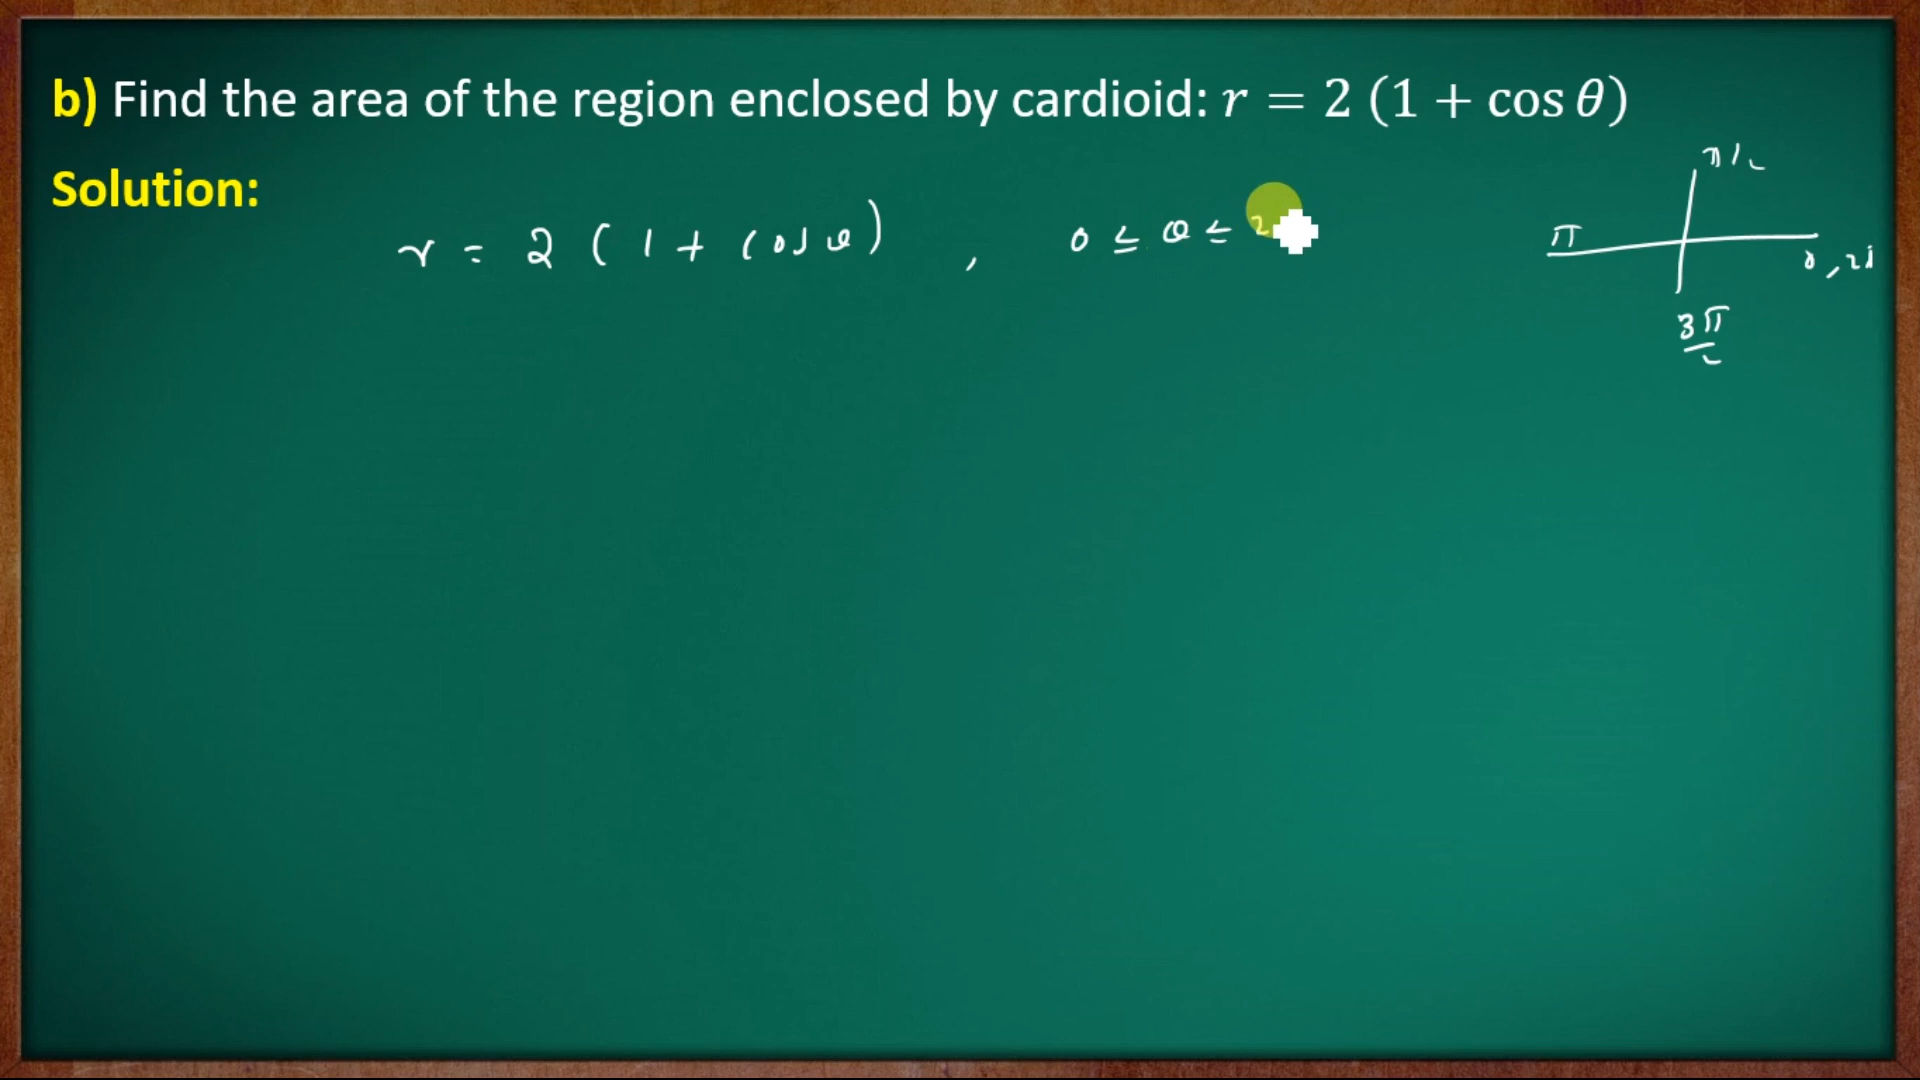 b) Find the area of the region enclosed by cardioid: r = 2 (1 + cos θ)
Solution:
r = 2 ( 1 + cos θ ) , 0 ≤ θ ≤ 2
π/2
π
0, 2π
3π/2